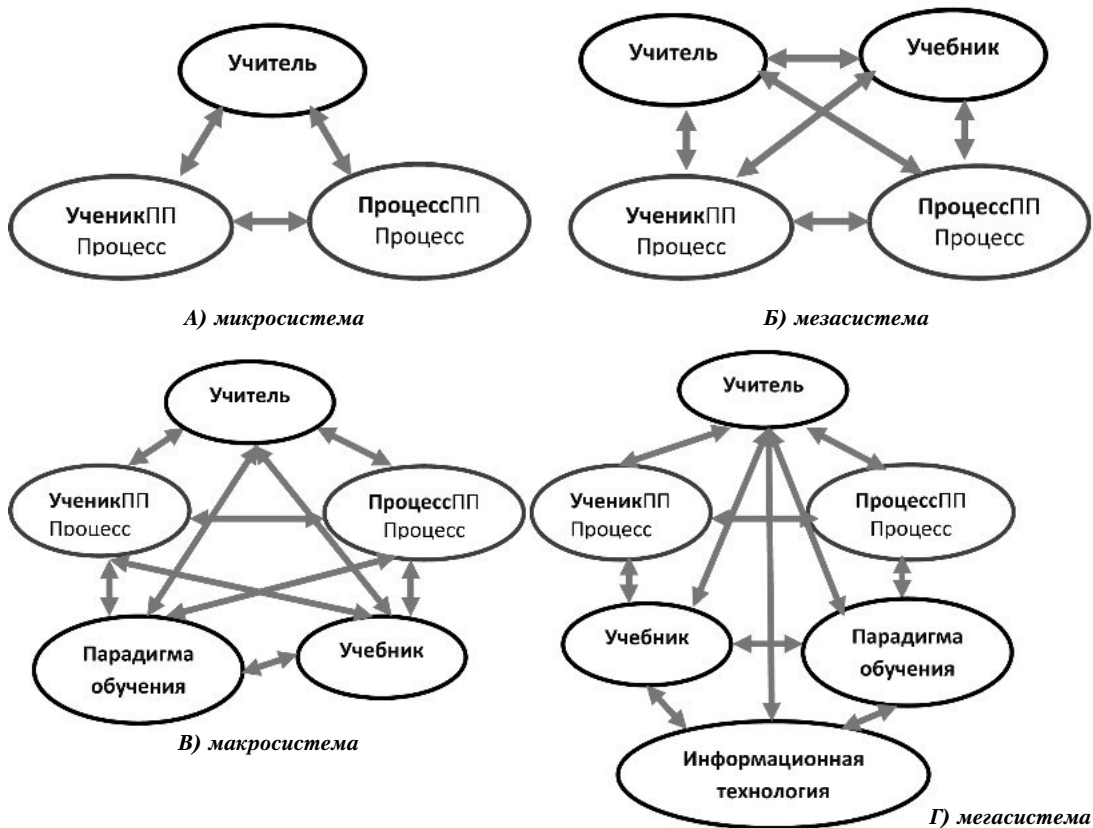 Учитель
УченикПП
Процесс
ПроцессПП
Процесс
А) микросистема
Учитель
Учебник
УченикПП
Процесс
ПроцессПП
Процесс
Б) мезасистема
Учитель
УченикПП
Процесс
ПроцессПП
Процесс
Парадигма
обучения
Учебник
В) макросистема
Учитель
УченикПП
Процесс
ПроцессПП
Процесс
Учебник
Парадигма
обучения
Информационная
технология
Г) мегасистема